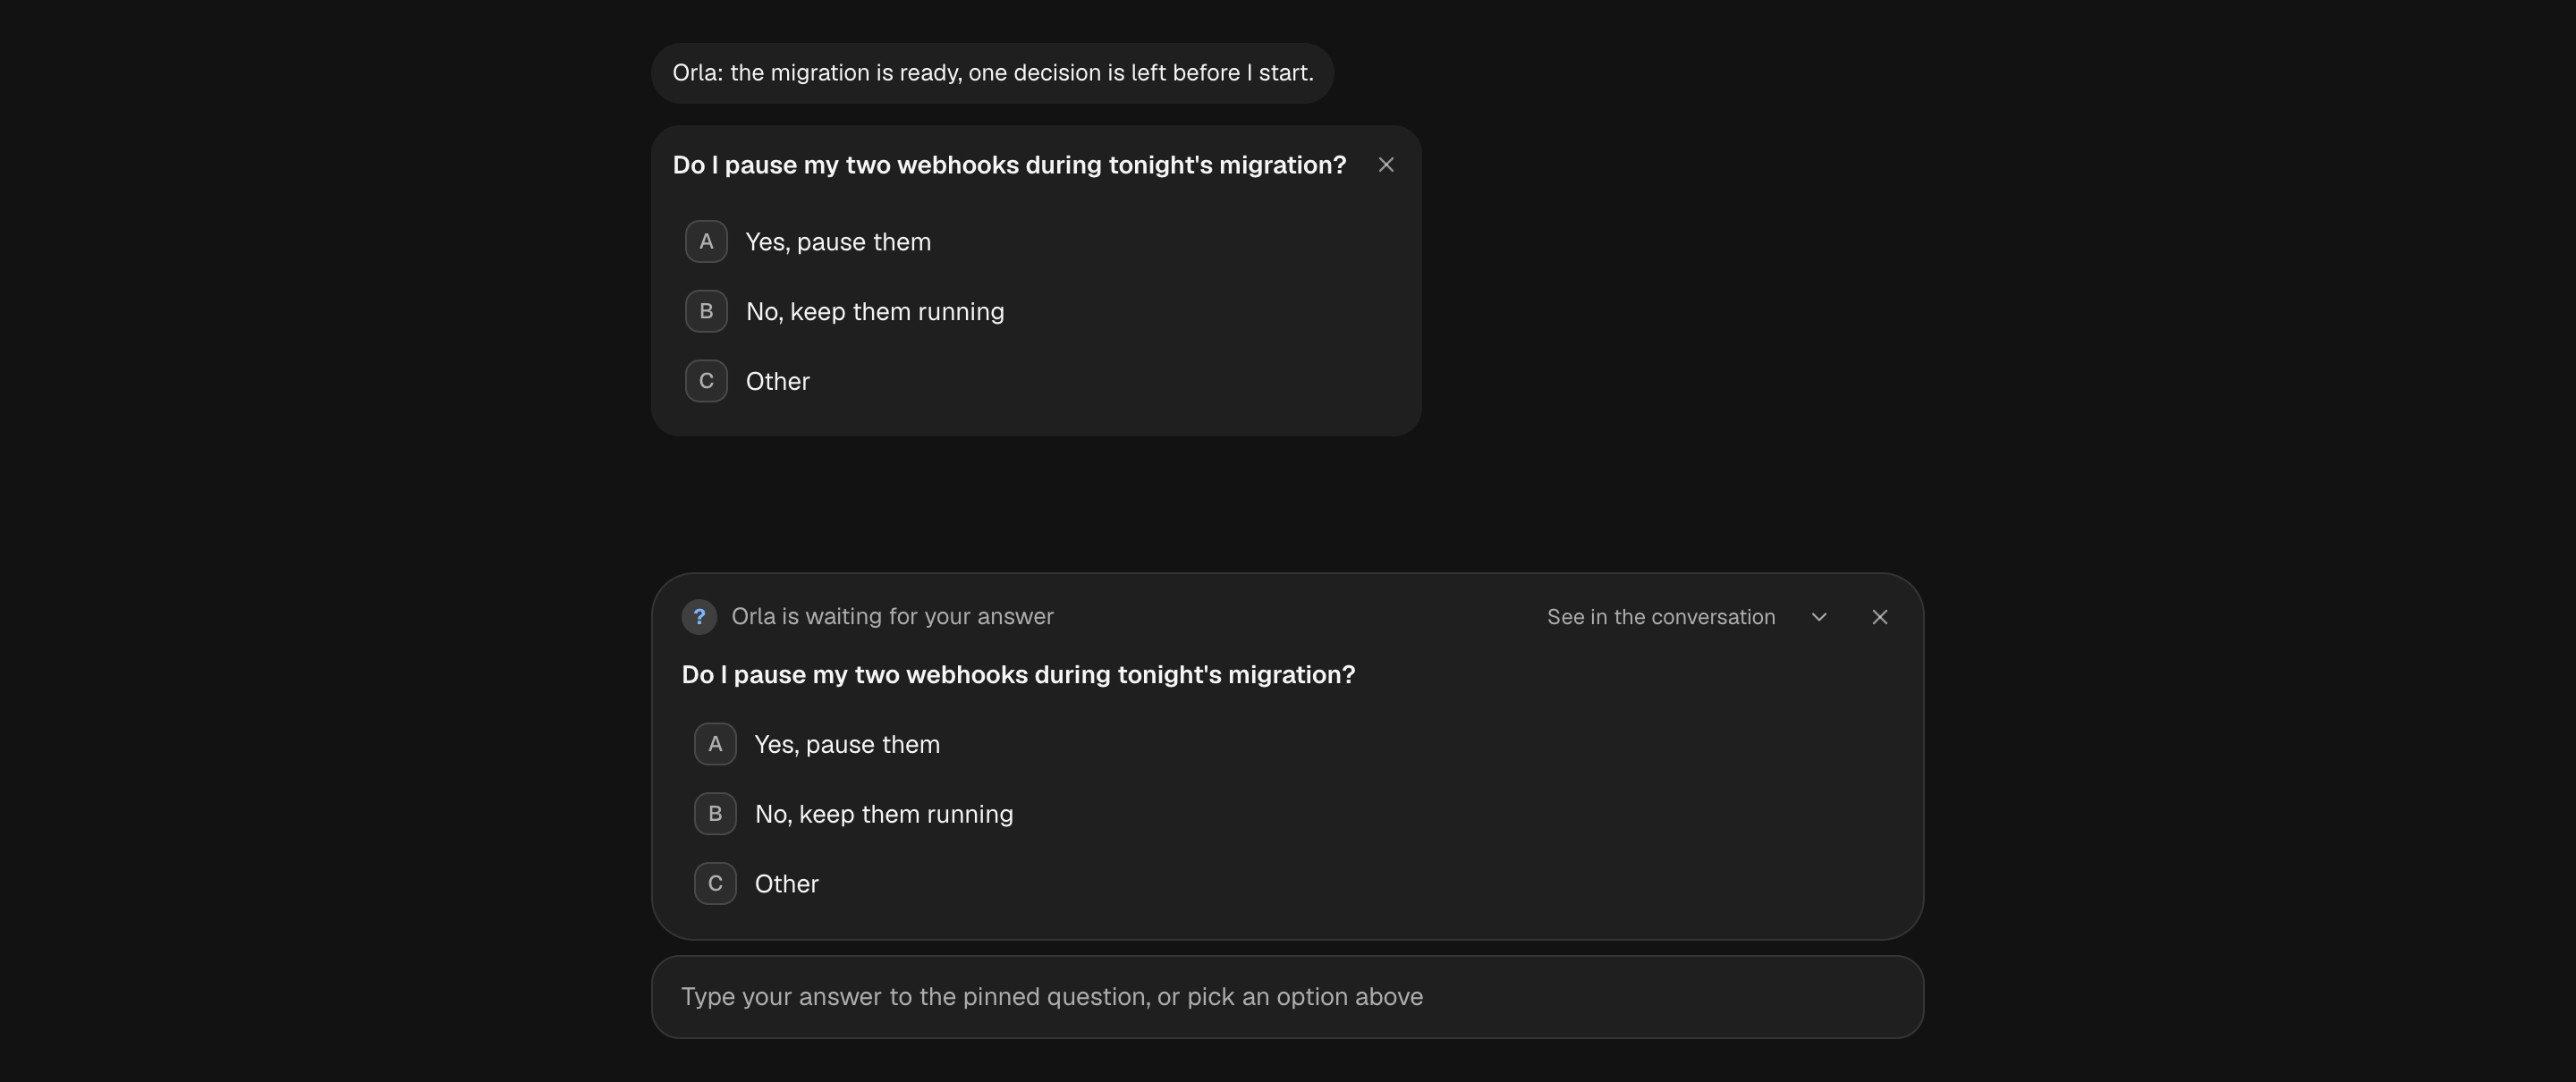 Orla: the migration is ready, one decision is left before I start.
Do I pause my two webhooks during tonight's migration?
A Yes, pause them
B No, keep them running
C Other
? Orla is waiting for your answer See in the conversation
Do I pause my two webhooks during tonight's migration?
A Yes, pause them
B No, keep them running
C Other
Type your answer to the pinned question, or pick an option above